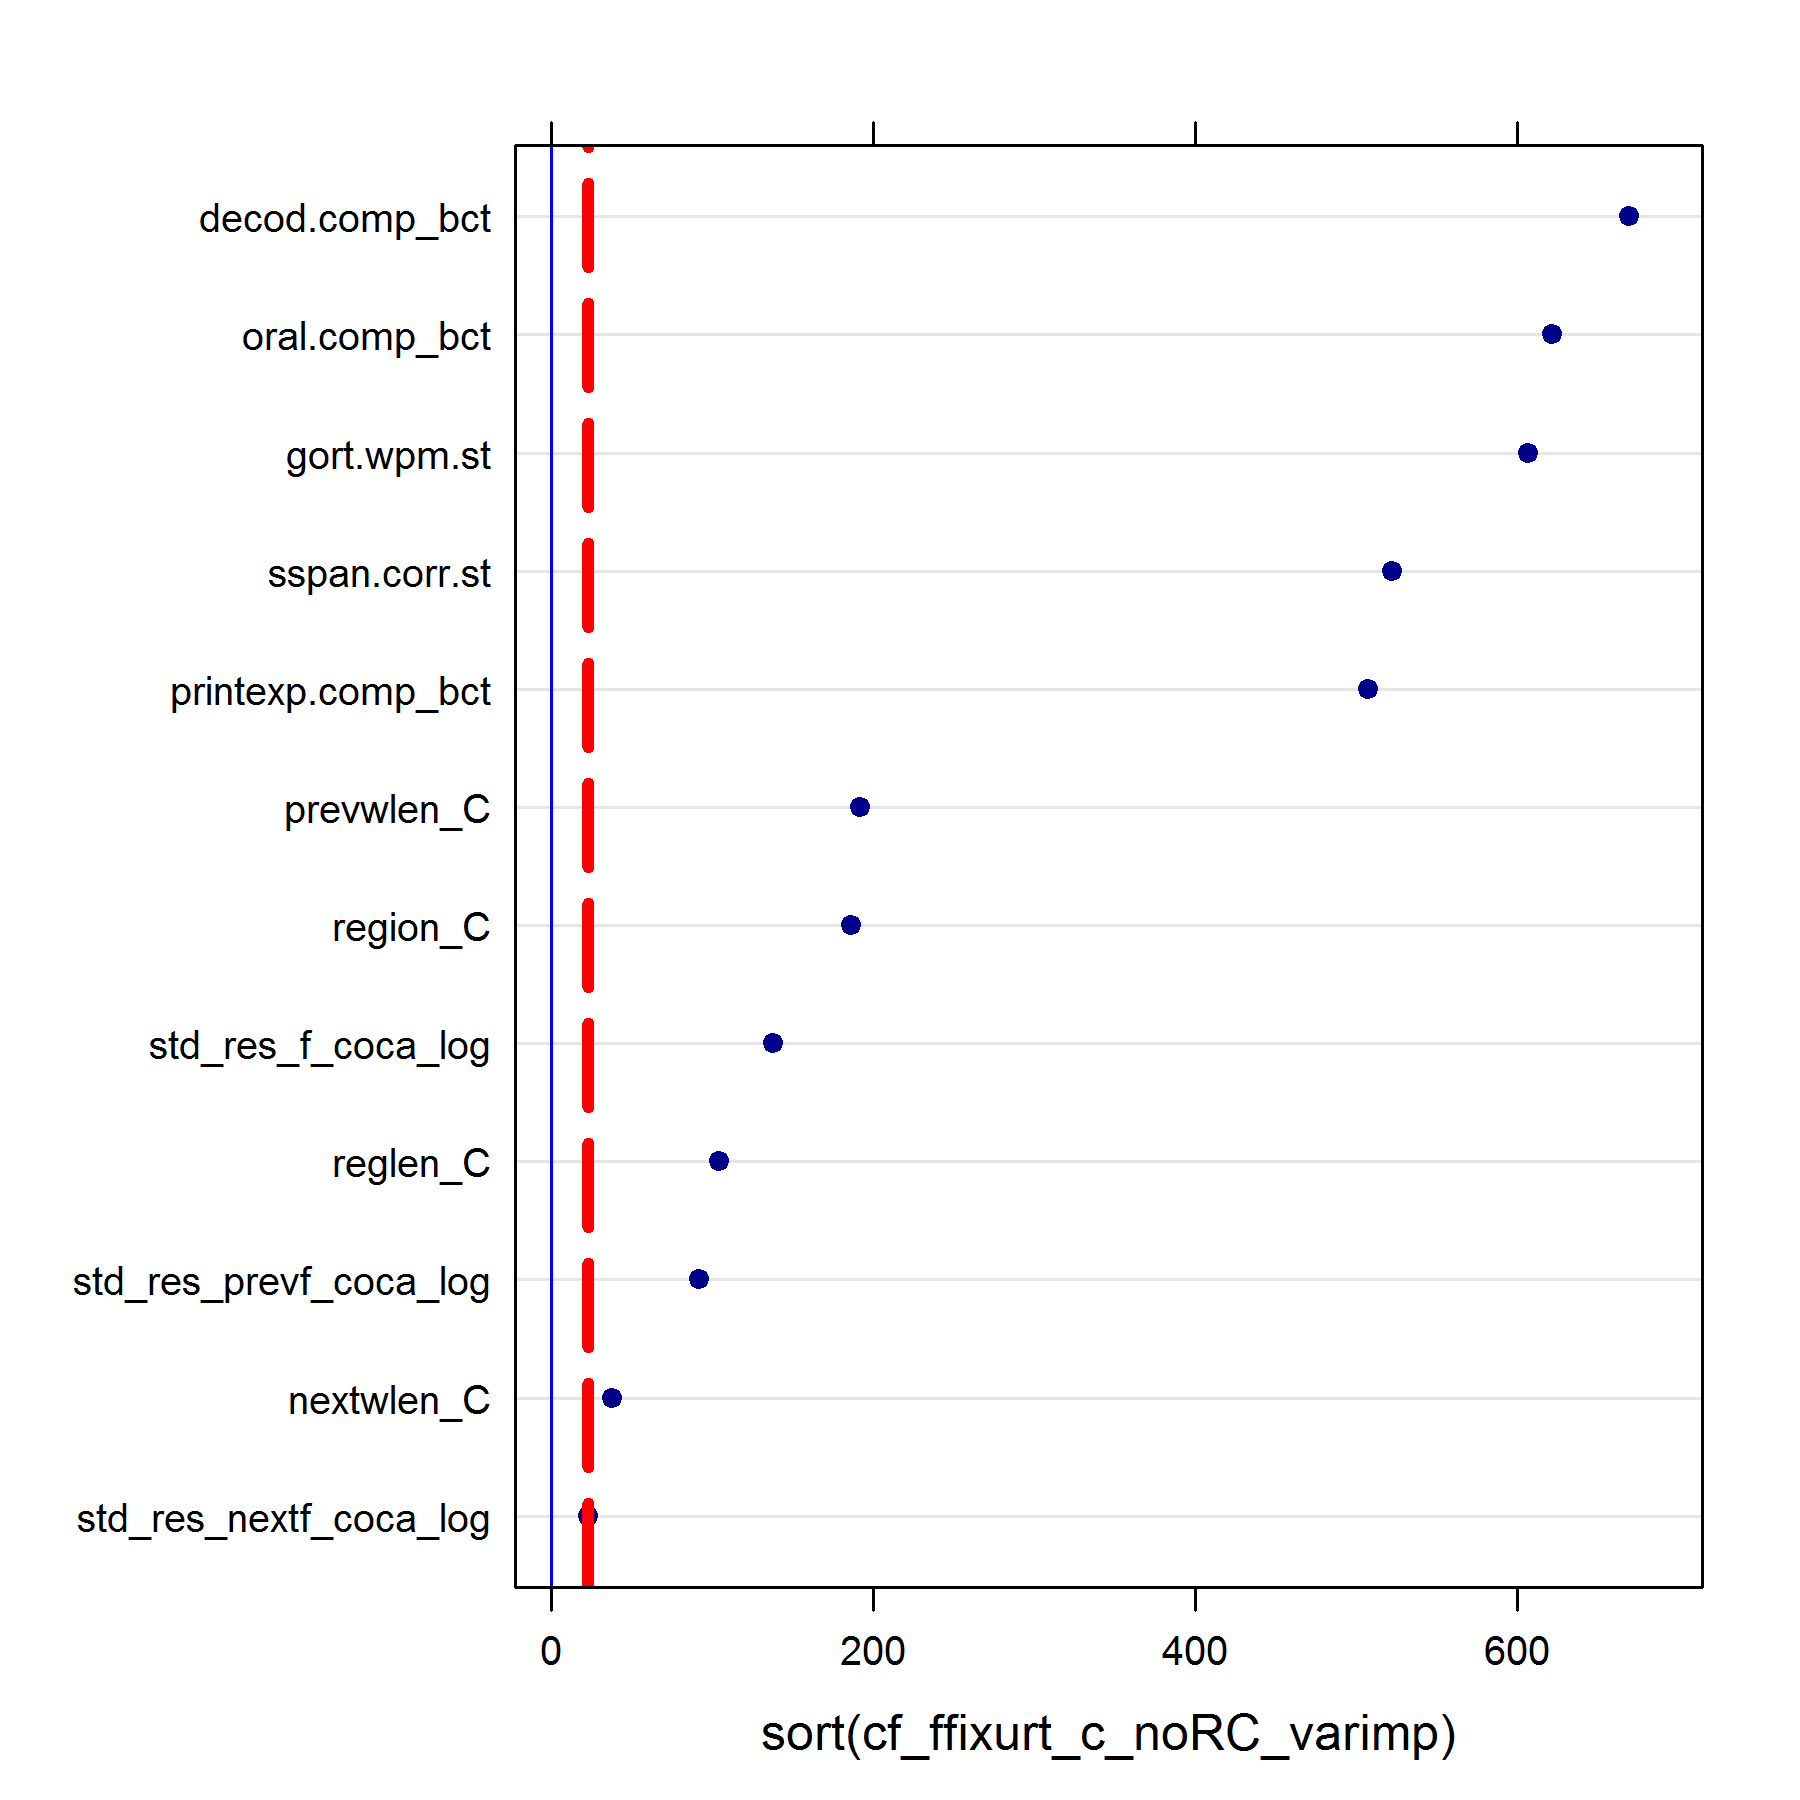 decod.comp_bct
oral.comp_bct
gort.wpm.st
sspan.corr.st
printexp.comp_bct
prevwlen_C
region_C
std_res_f_coca_log
reglen_C
std_res_prevf_coca_log
nextwlen_C
std_res_nextf_coca_log
0 200 400 600
sort(cf_ffixurt_c_noRC_varimp)